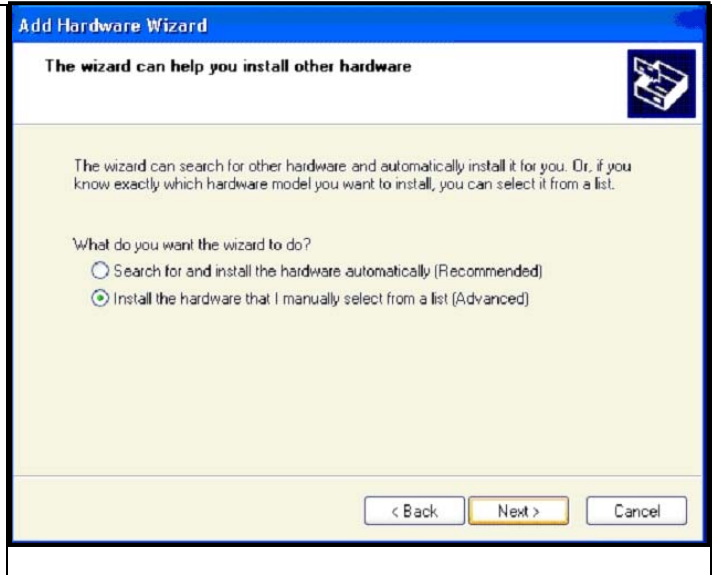 Add Hardware Wizard
The wizard can help you install other hardware
The wizard can search for other hardware and automatically install it for you. Or, if you
know exactly which hardware model you want to install, you can select it from a list.
What do you want the wizard to do?
Search for and install the hardware automatically (Recommended)
Install the hardware that I manually select from a list (Advanced)
< Back Next > Cancel